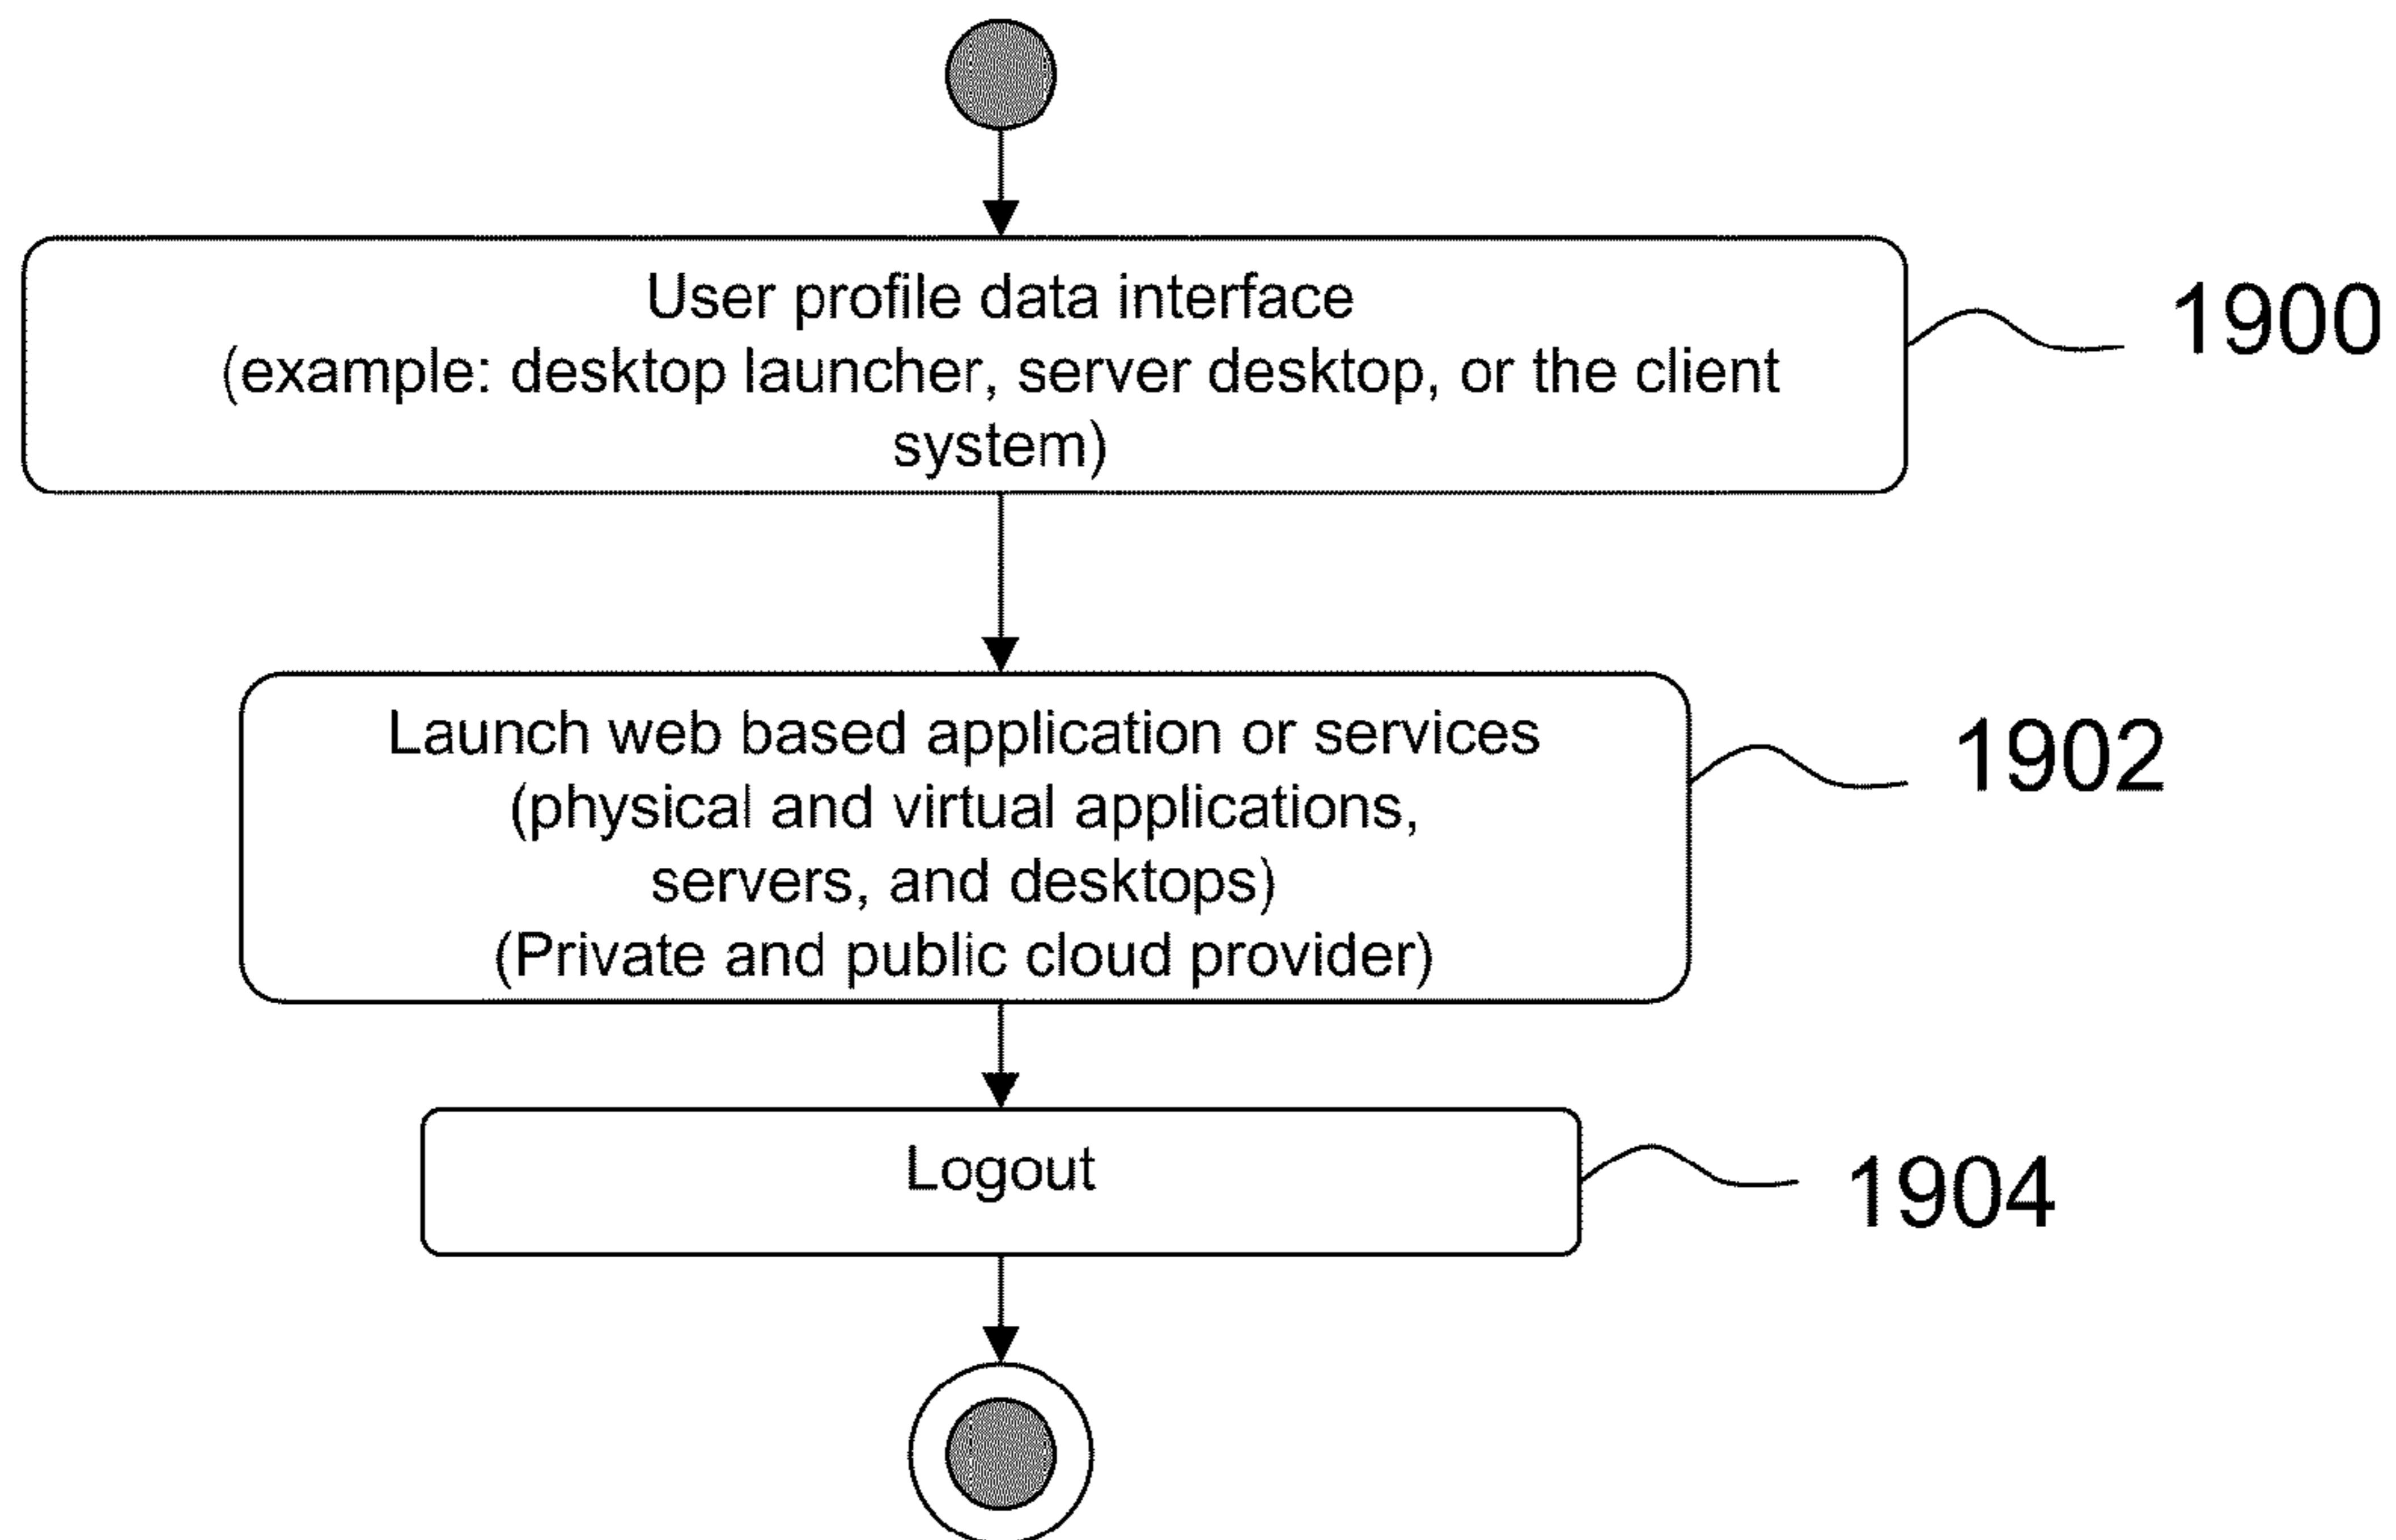 User profile data interface
(example: desktop launcher, server desktop, or the client
system)
1900
Launch web based application or services
(physical and virtual applications,
servers, and desktops)
(Private and public cloud provider)
1902
Logout
1904